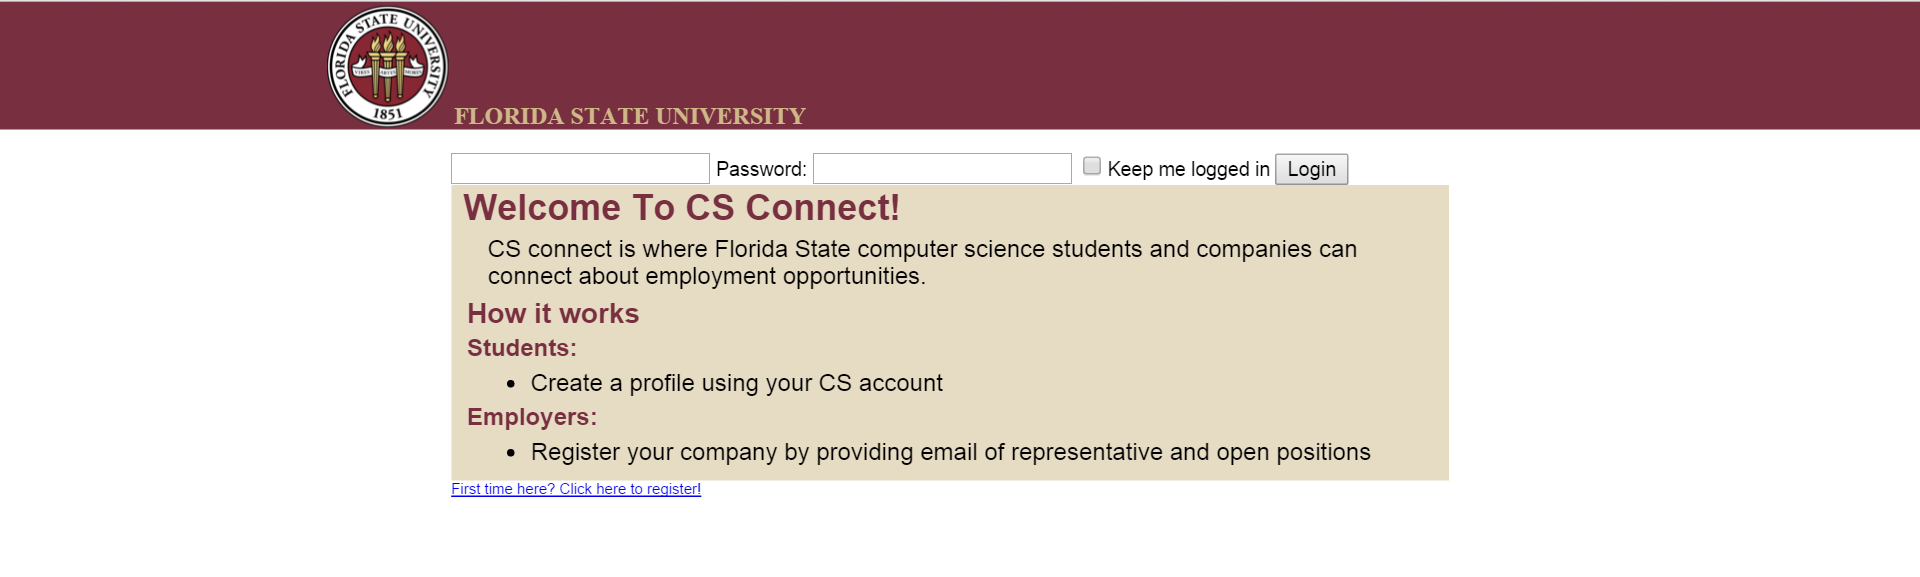 FLORIDA STATE UNIVERSITY
VIRES ARTES MORES
1851
FLORIDA STATE UNIVERSITY
Password: Keep me logged in Login
Welcome To CS Connect!
CS connect is where Florida State computer science students and companies can
connect about employment opportunities.
How it works
Students:
• Create a profile using your CS account
Employers:
• Register your company by providing email of representative and open positions
First time here? Click here to register!